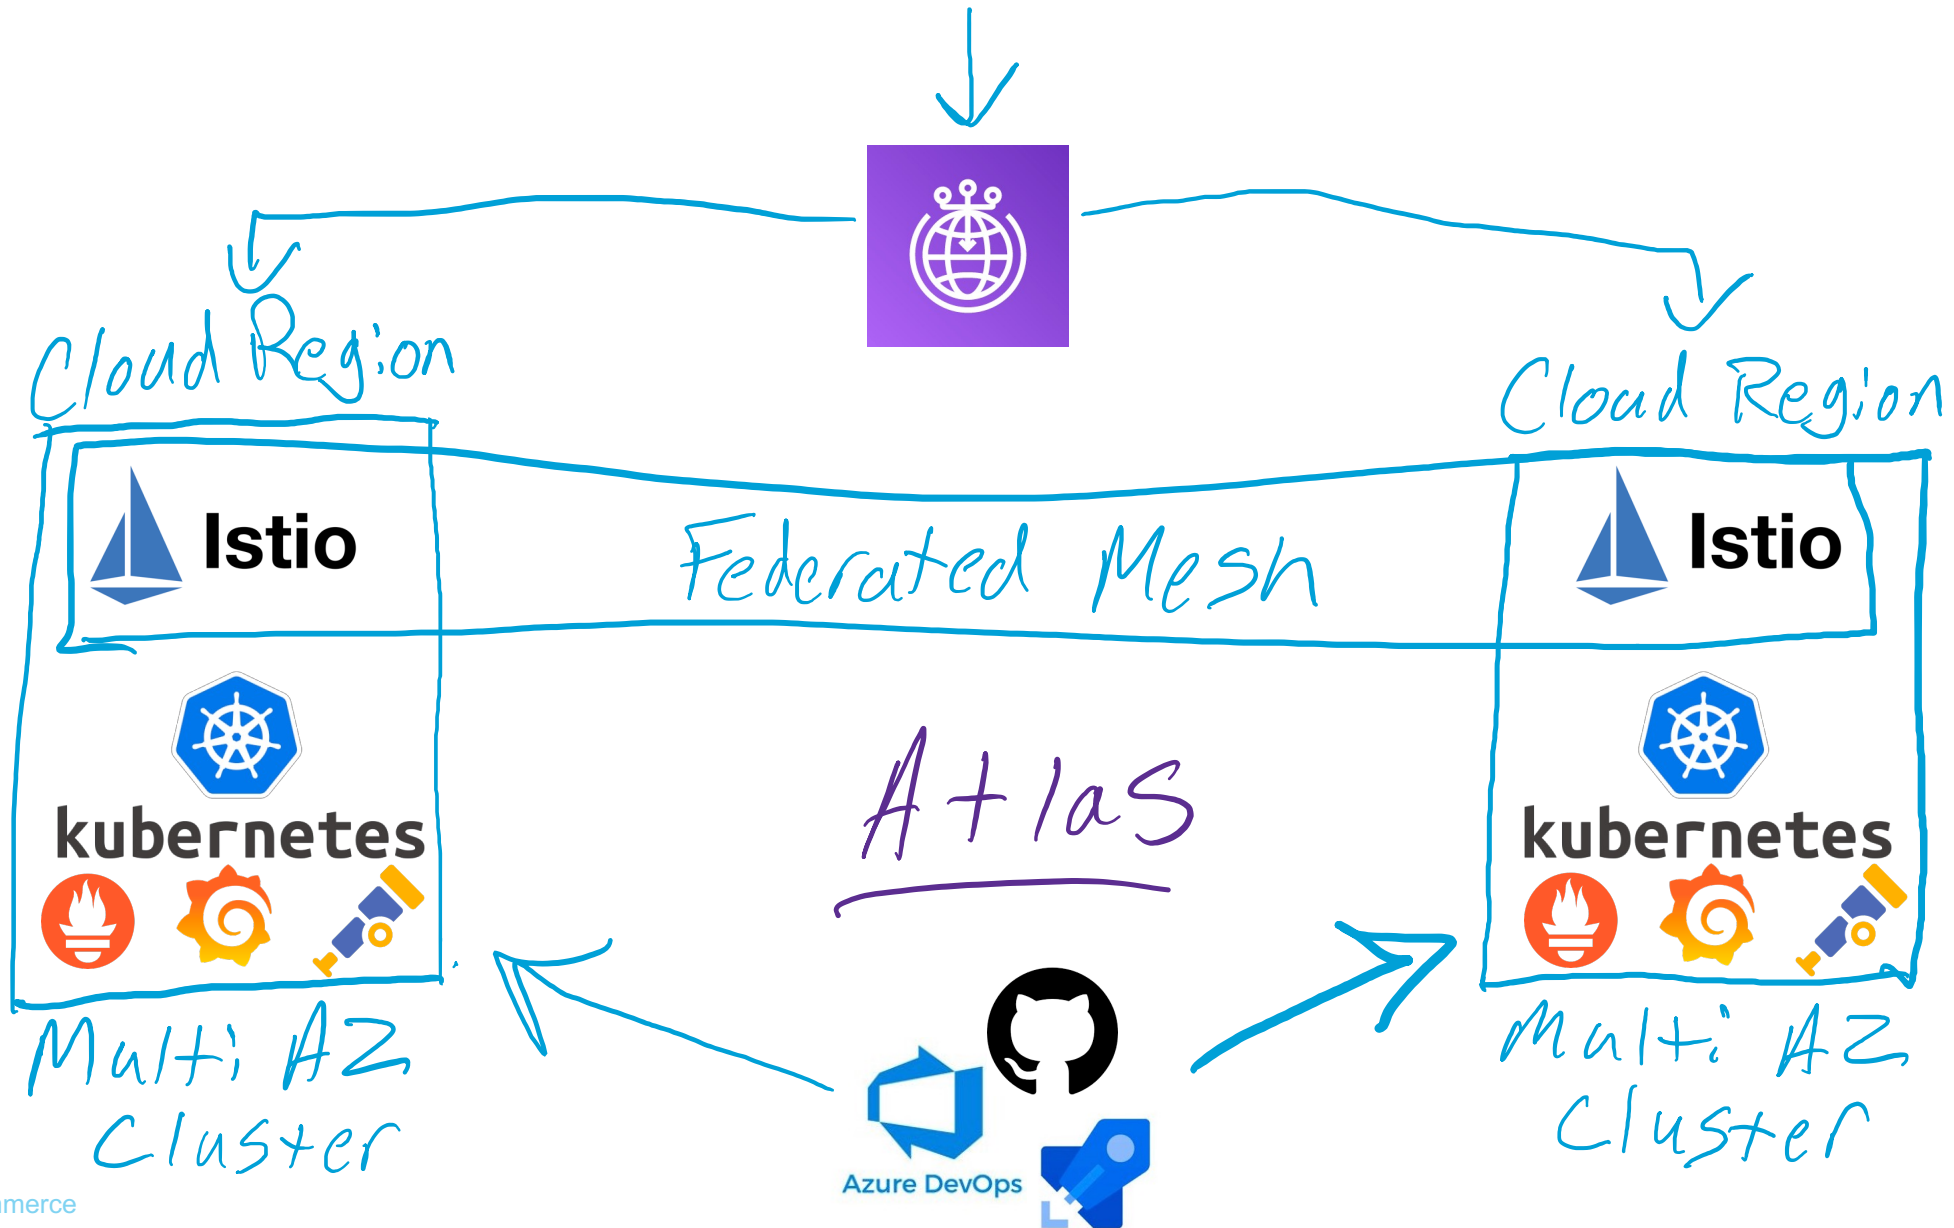 Cloud Region
Cloud Region
Istio
Federated Mesh
Istio
kubernetes
Atlas
kubernetes
Multi AZ
Cluster
Multi AZ
Cluster
Azure DevOps
merce